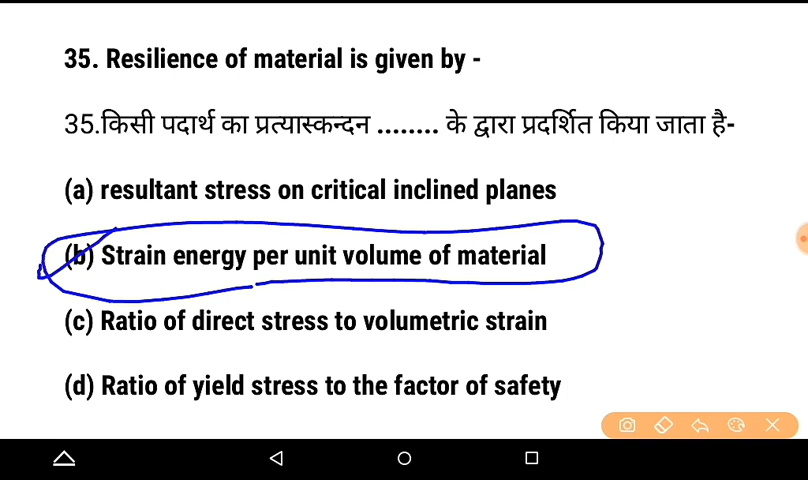 35. Resilience of material is given by -
35.किसी पदार्थ का प्रत्यास्कन्दन ........ के द्वारा प्रदर्शित किया जाता है-
(a) resultant stress on critical inclined planes
(b) Strain energy per unit volume of material
(c) Ratio of direct stress to volumetric strain
(d) Ratio of yield stress to the factor of safety